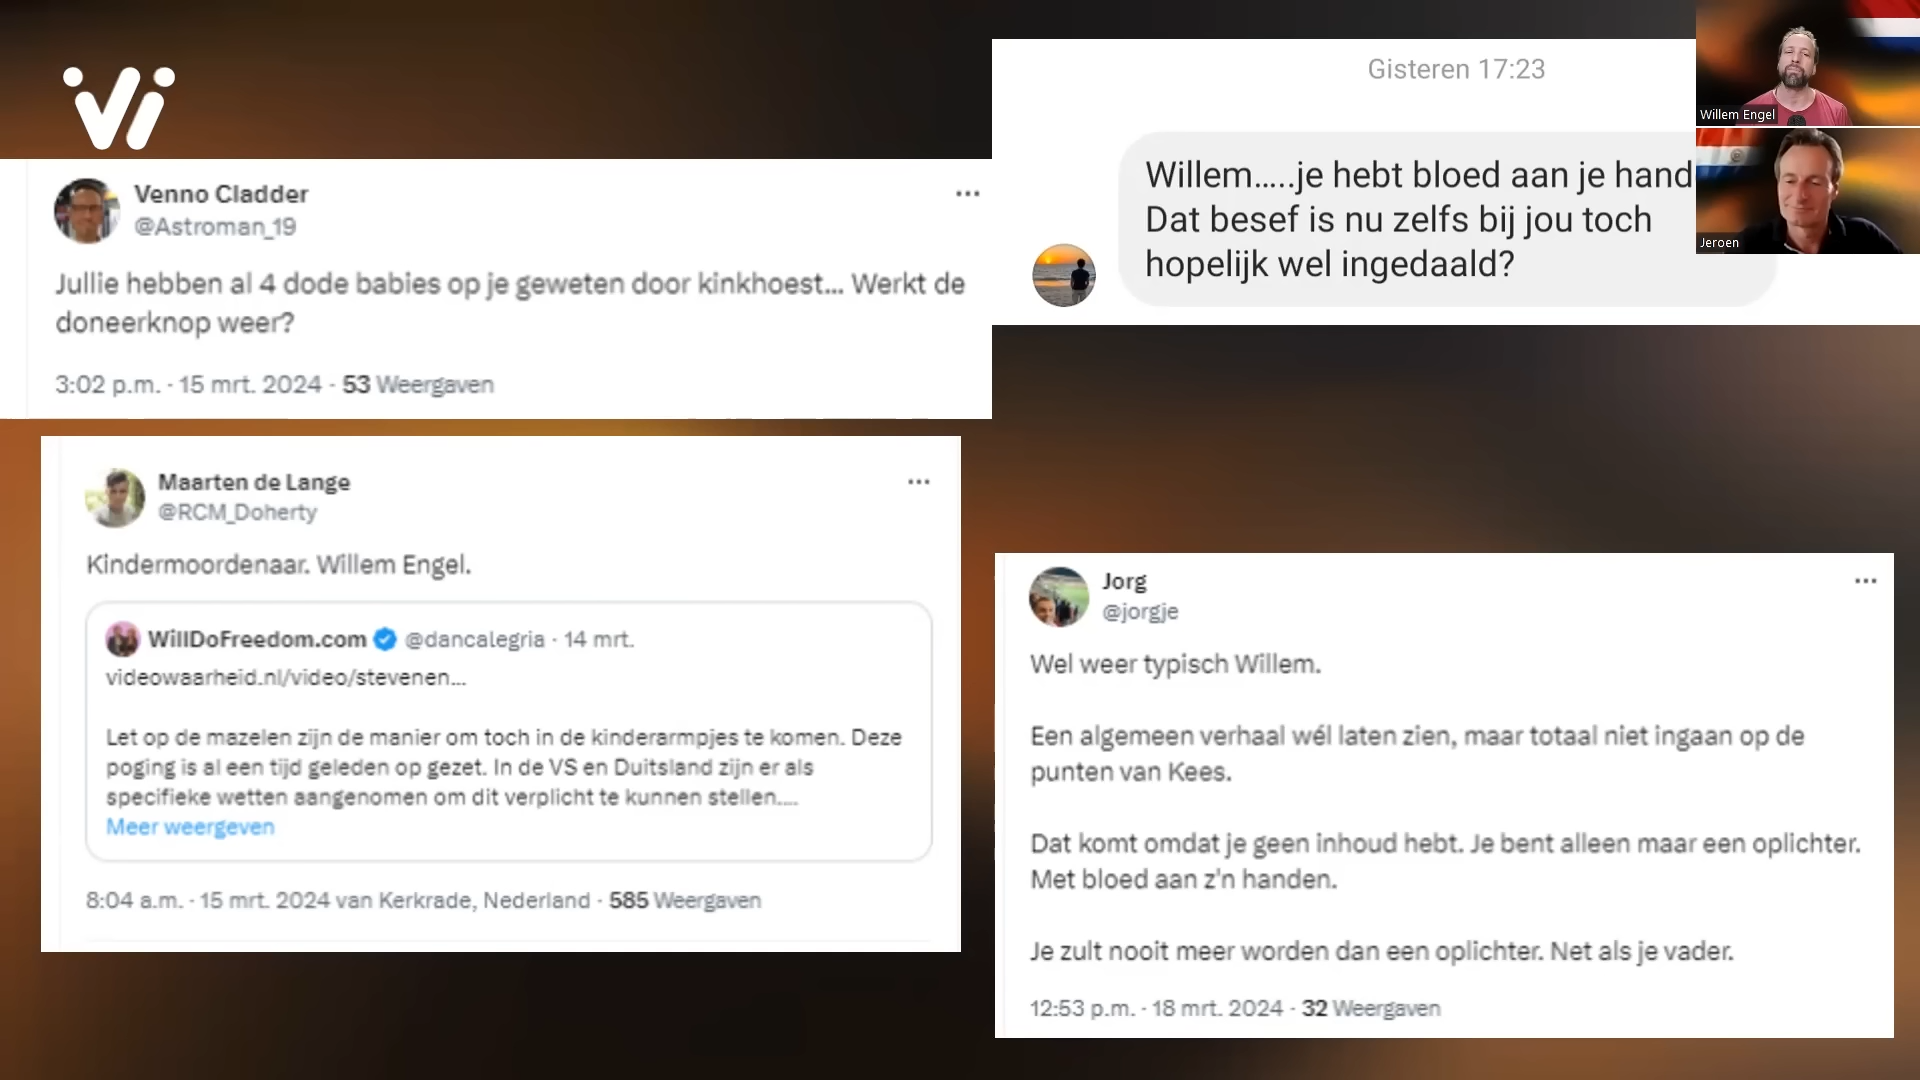 Vi
Venno Cladder
@Astroman_19
Jullie hebben al 4 dode babies op je geweten door kinkhoest... Werkt de
doneerknop weer?
3:02 p.m. · 15 mrt. 2024 · 53 Weergaven
Gisteren 17:23
Willem.....je hebt bloed aan je hand
Dat besef is nu zelfs bij jou toch
hopelijk wel ingedaald?
Willem Engel
Jeroen
Maarten de Lange
@RCM_Doherty
Kindermoordenaar. Willem Engel.
WillDoFreedom.com @dancalegria · 14 mrt.
videowaarheid.nl/video/stevenen...
Let op de mazelen zijn de manier om toch in de kinderarmpjes te komen. Deze
poging is al een tijd geleden op gezet. In de VS en Duitsland zijn er als
specifieke wetten aangenomen om dit verplicht te kunnen stellen....
Meer weergeven
8:04 a.m. · 15 mrt. 2024 van Kerkrade, Nederland · 585 Weergaven
Jorg
@jorgje
Wel weer typisch Willem.
Een algemeen verhaal wél laten zien, maar totaal niet ingaan op de
punten van Kees.
Dat komt omdat je geen inhoud hebt. Je bent alleen maar een oplichter.
Met bloed aan z'n handen.
Je zult nooit meer worden dan een oplichter. Net als je vader.
12:53 p.m. · 18 mrt. 2024 · 32 Weergaven